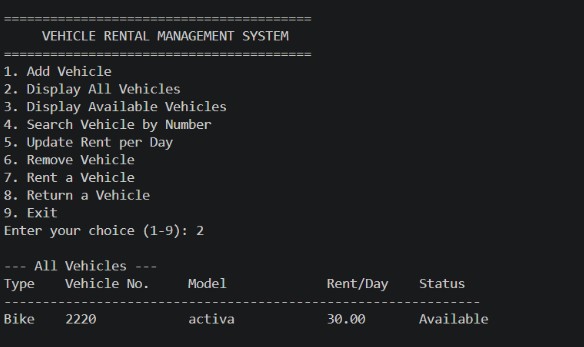 ========================================
VEHICLE RENTAL MANAGEMENT SYSTEM
========================================
1. Add Vehicle
2. Display All Vehicles
3. Display Available Vehicles
4. Search Vehicle by Number
5. Update Rent per Day
6. Remove Vehicle
7. Rent a Vehicle
8. Return a Vehicle
9. Exit
Enter your choice (1-9): 2
--- All Vehicles ---
Type    Vehicle No.     Model             Rent/Day    Status
--------------------------------------------------------------
Bike    2220            activa            30.00       Available